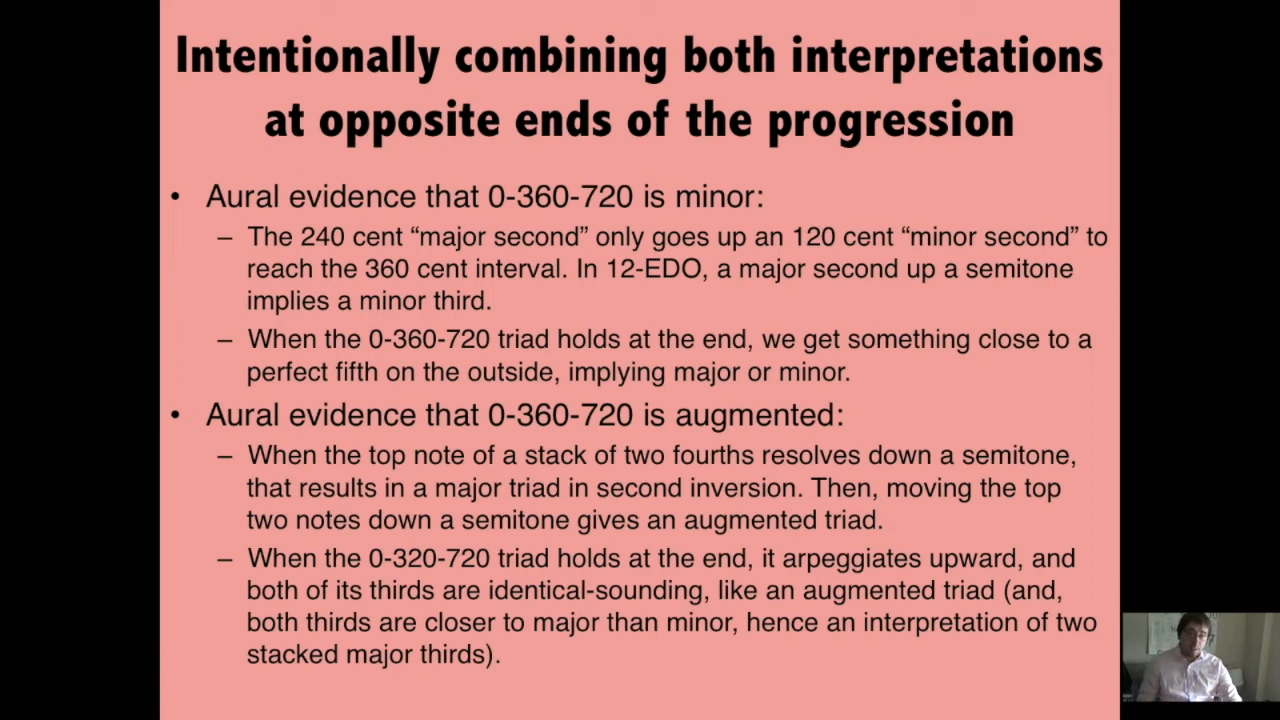 Intentionally combining both interpretations
at opposite ends of the progression
• Aural evidence that 0-360-720 is minor:
– The 240 cent “major second” only goes up an 120 cent “minor second” to
reach the 360 cent interval. In 12-EDO, a major second up a semitone
implies a minor third.
– When the 0-360-720 triad holds at the end, we get something close to a
perfect fifth on the outside, implying major or minor.
• Aural evidence that 0-360-720 is augmented:
– When the top note of a stack of two fourths resolves down a semitone,
that results in a major triad in second inversion. Then, moving the top
two notes down a semitone gives an augmented triad.
– When the 0-320-720 triad holds at the end, it arpeggiates upward, and
both of its thirds are identical-sounding, like an augmented triad (and,
both thirds are closer to major than minor, hence an interpretation of two
stacked major thirds).